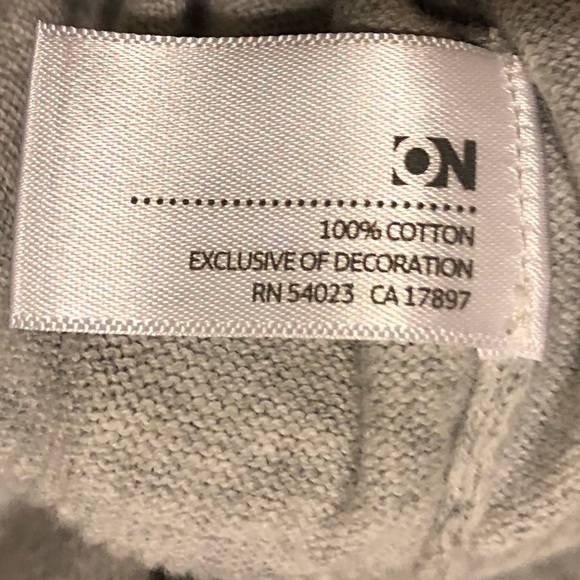 ON
100% COTTON
EXCLUSIVE OF DECORATION
RN 54023 CA 17897